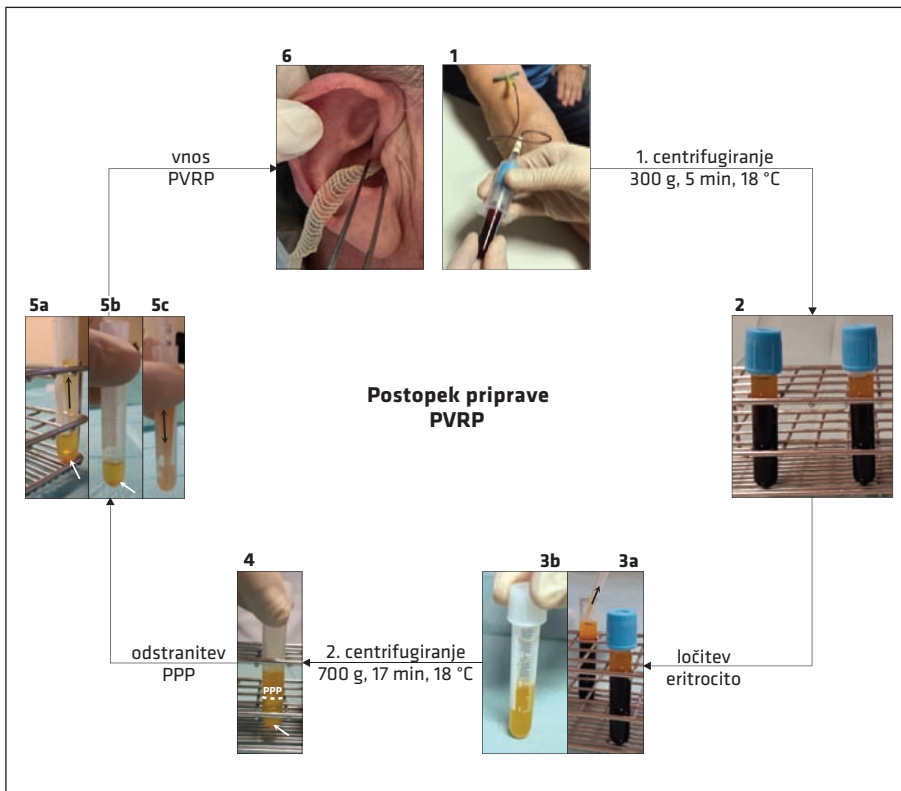 6
1
vnos
PVRP
1. centrifugiranje
300 g, 5 min, 18 °C
5a
5b
5c
2
Postopek priprave
PVRP
4
3b
3a
odstranitev
PPP
PPP
2. centrifugiranje
700 g, 17 min, 18 °C
ločitev
eritrocito